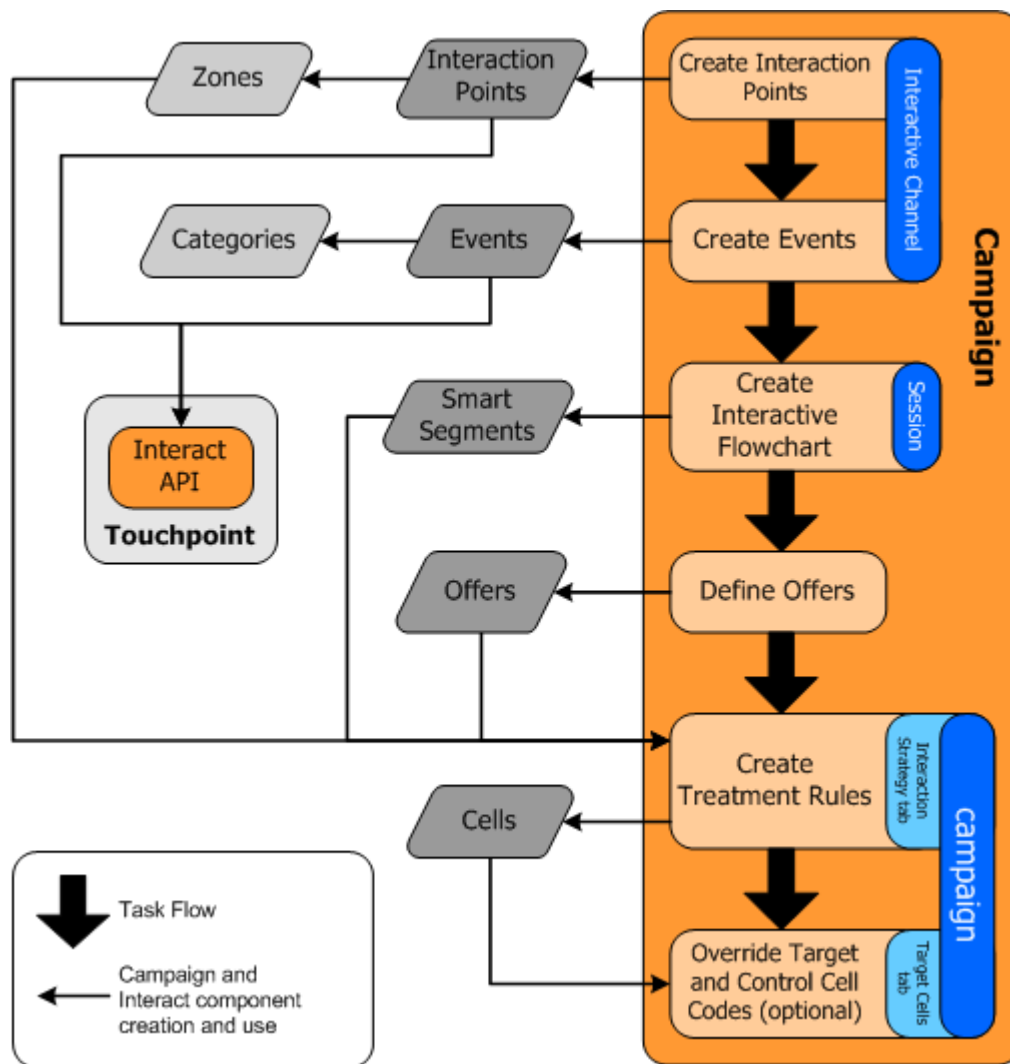 Zones
Interaction
Points
Create Interaction
Points
Interactive Channel
Categories
Events
Create Events
Campaign
Smart
Segments
Create
Interactive
Flowchart
Session
Interact
API
Touchpoint
Offers
Define Offers
Create
Treatment Rules
Interaction
Strategy tab
campaign
Cells
Task Flow
Campaign and
Interact component
creation and use
Override Target
and Control Cell
Codes (optional)
Target Cells
tab